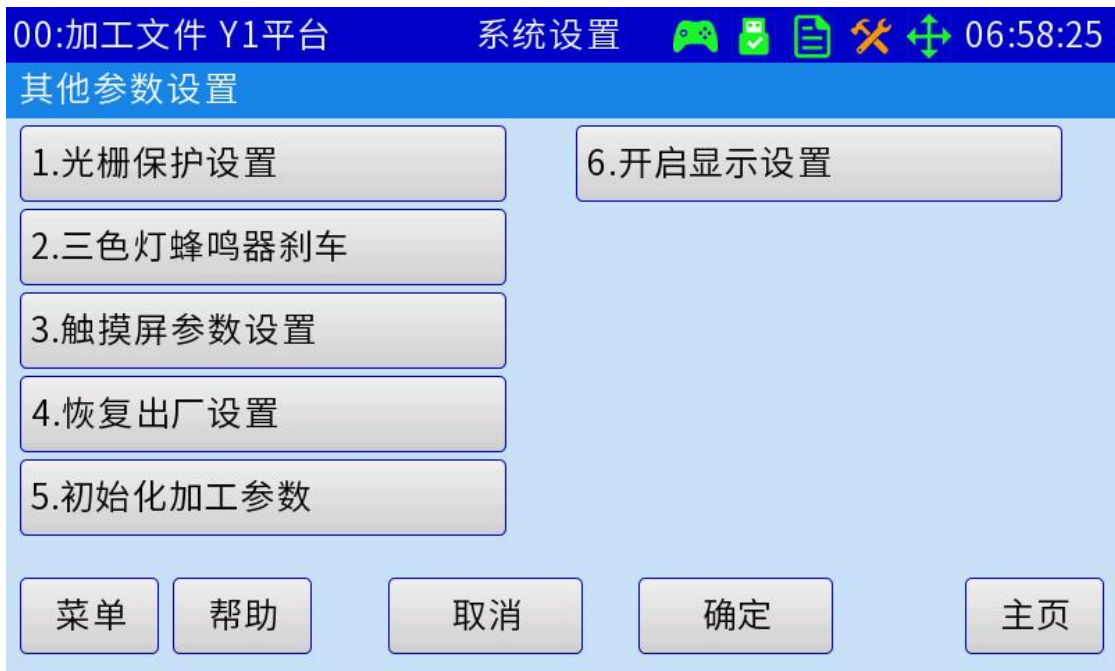 00:加工文件 Y1平台 系统设置 06:58:25
其他参数设置
1.光栅保护设置 6.开启显示设置
2.三色灯蜂鸣器刹车
3.触摸屏参数设置
4.恢复出厂设置
5.初始化加工参数
菜单 帮助 取消 确定 主页